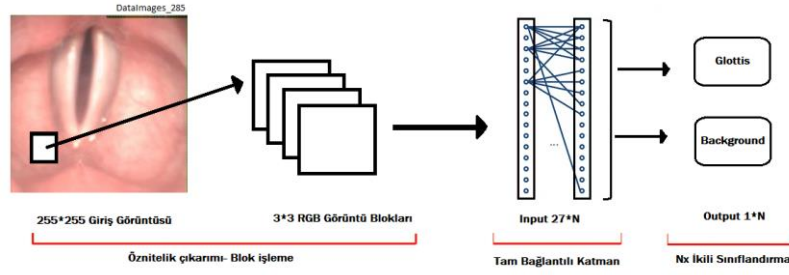 DataImages_285
Glottis
Background
...
255*255 Giriş Görüntüsü
3*3 RGB Görüntü Blokları
Input 27*N
Output 1*N
Öznitelik çıkarımı- Blok işleme
Tam Bağlantılı Katman
Nx İkili Sınıflandırma